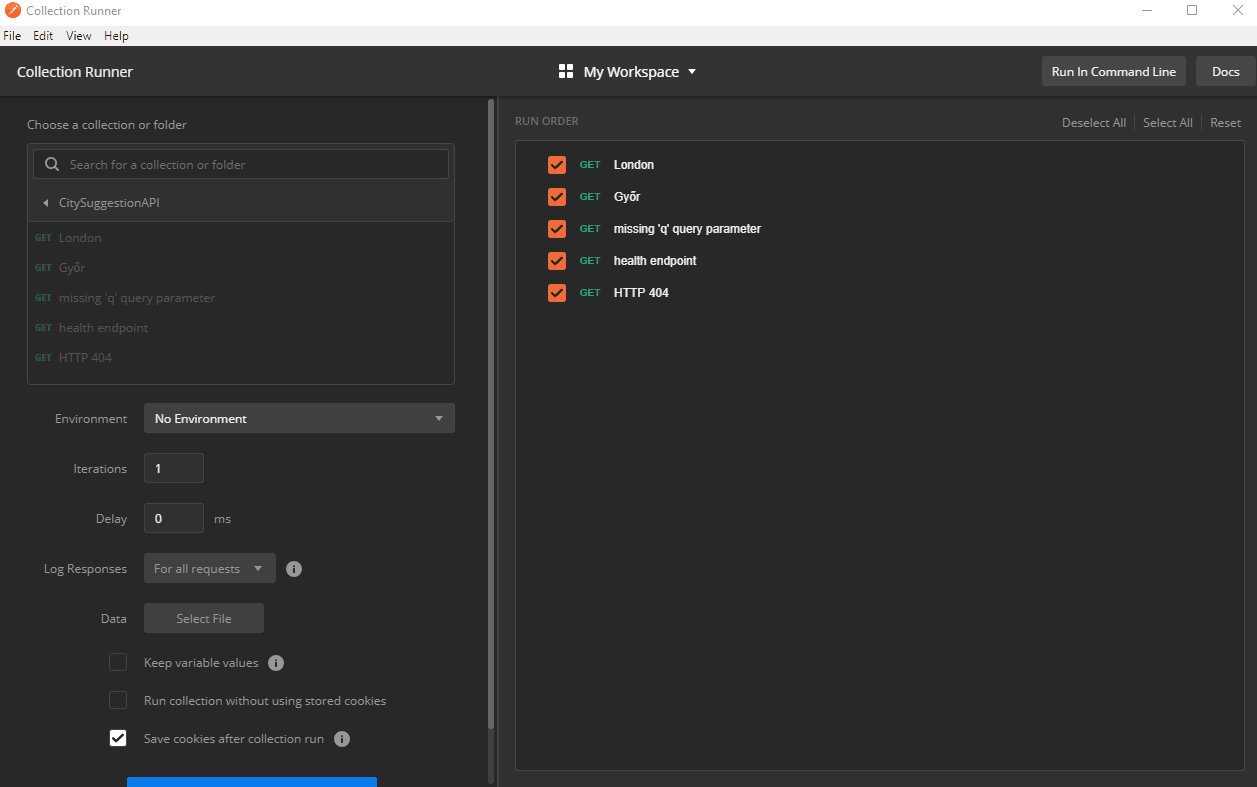 Collection Runner
File Edit View Help
Collection Runner
My Workspace
Run In Command Line
Docs
Choose a collection or folder
Search for a collection or folder
CitySuggestionAPI
GET London
GET Győr
GET missing 'q' query parameter
GET health endpoint
GET HTTP 404
Environment No Environment
Iterations 1
Delay 0 ms
Log Responses For all requests
Data Select File
Keep variable values
Run collection without using stored cookies
Save cookies after collection run
RUN ORDER
Deselect All Select All Reset
GET London
GET Győr
GET missing 'q' query parameter
GET health endpoint
GET HTTP 404